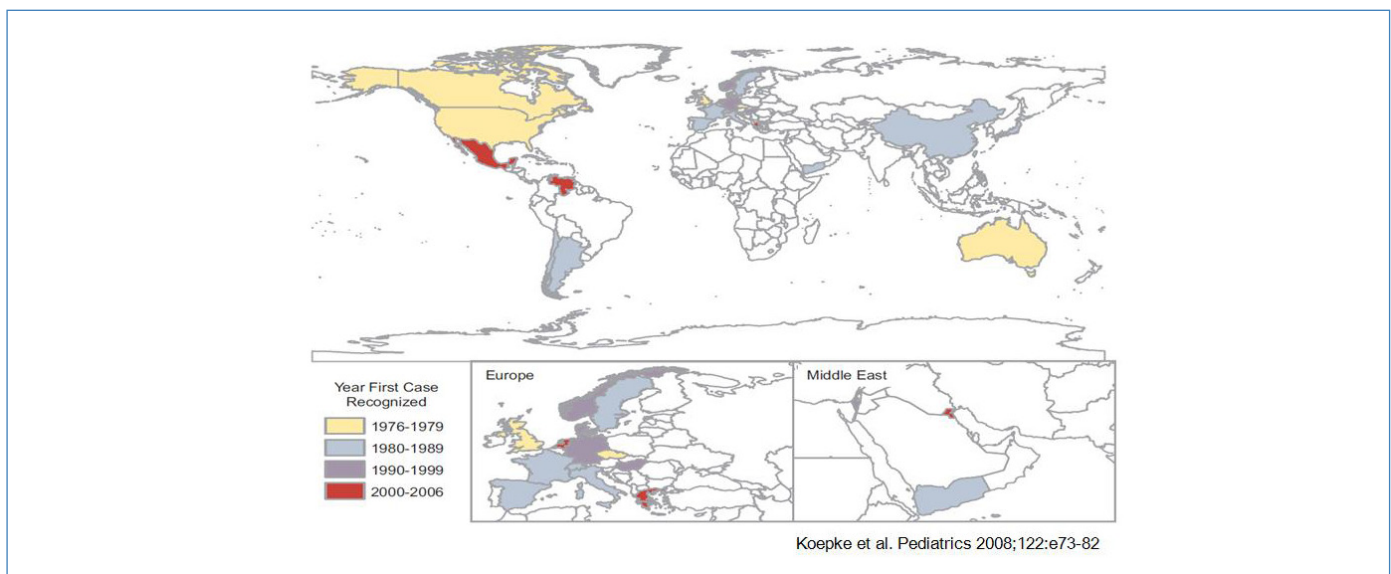 Europe
Middle East
Year First Case
Recognized
1976-1979
1980-1989
1990-1999
2000-2006
Koepke et al. Pediatrics 2008;122:e73-82